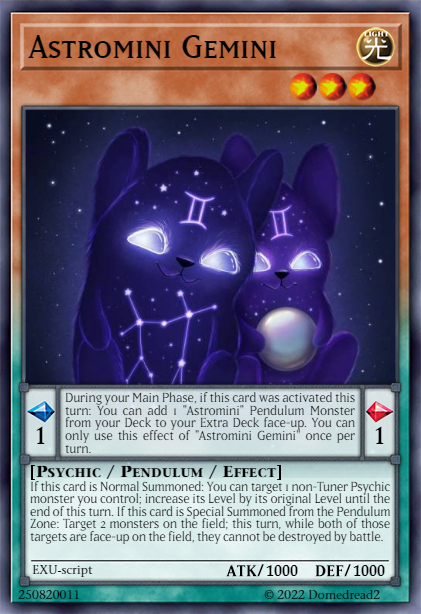 ASTROMINI GEMINI
LIGHT
光
During your Main Phase, if this card was activated this
turn: You can add 1 "Astromini" Pendulum Monster
from your Deck to your Extra Deck face-up. You can
only use this effect of "Astromini Gemini" once per
turn.
1
1
[PSYCHIC / PENDULUM / EFFECT]
If this card is Normal Summoned: You can target 1 non-Tuner Psychic
monster you control; increase its Level by its original Level until the
end of this turn. If this card is Special Summoned from the Pendulum
Zone: Target 2 monsters on the field; this turn, while both of those
targets are face-up on the field, they cannot be destroyed by battle.
EXU-script
ATK/1000 DEF/1000
250820011
© 2022 Domedread2